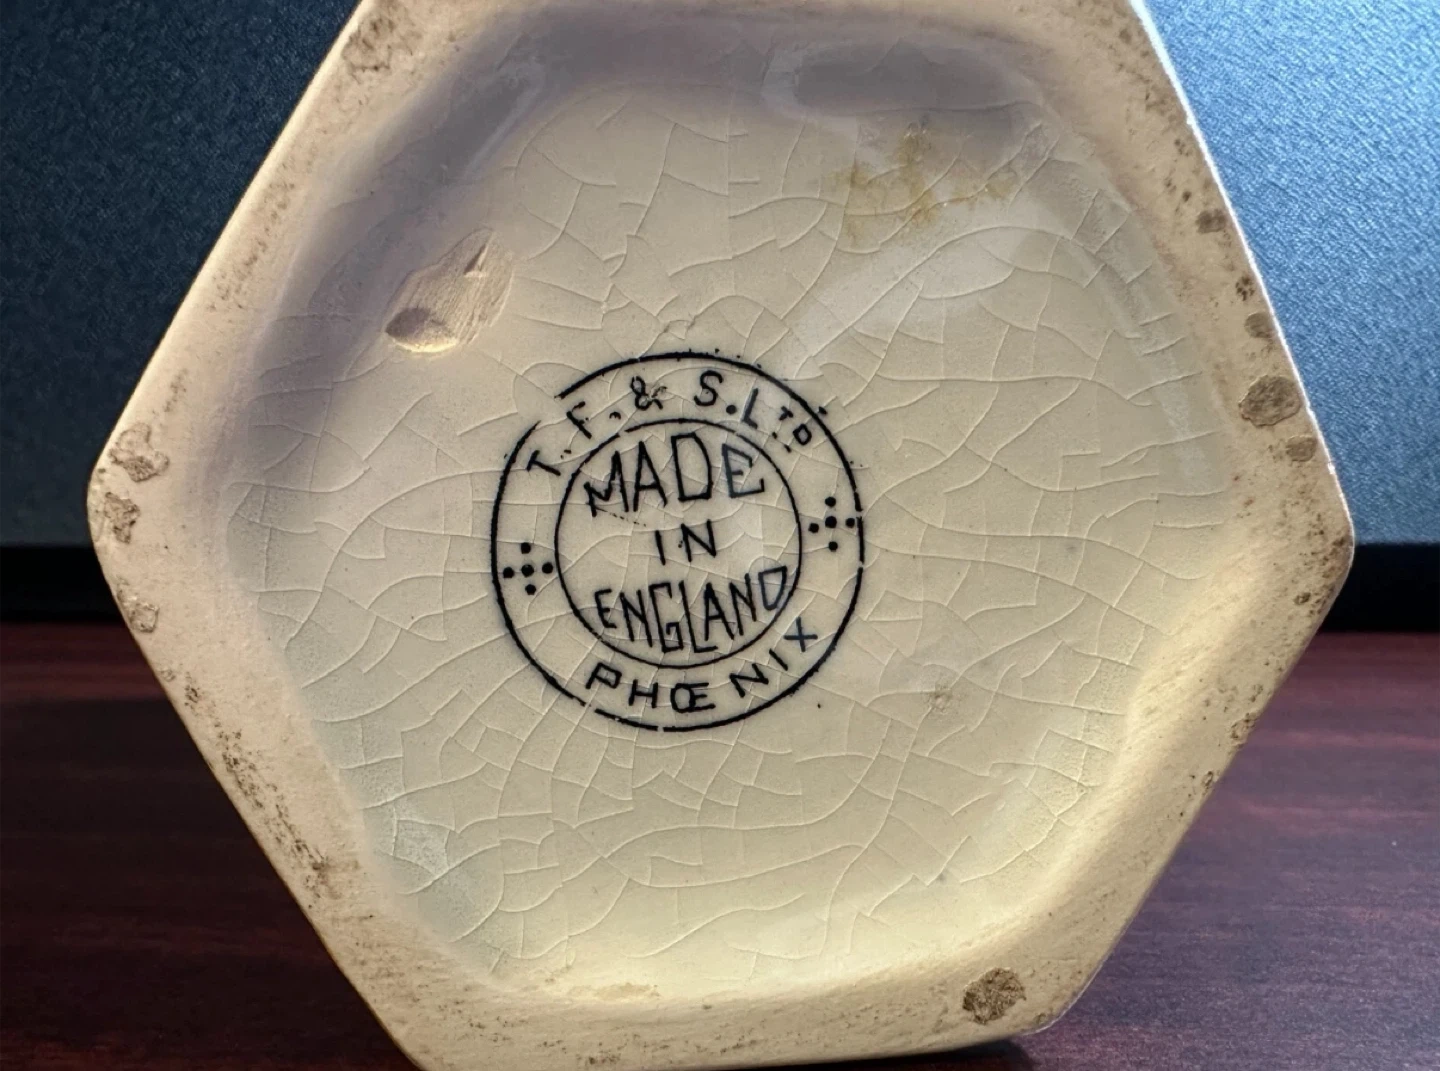 T. F. & S. LTD
MADE
IN
ENGLAND
PHŒNIX